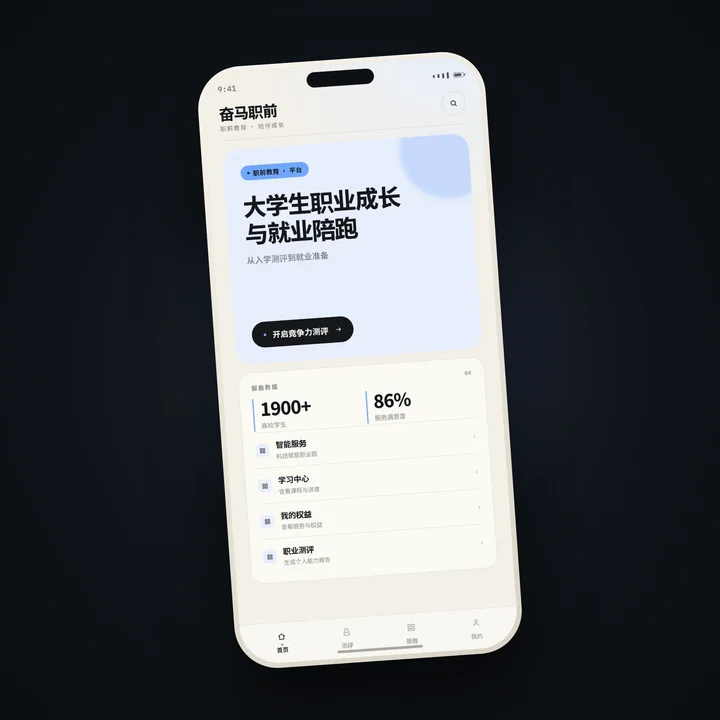 9:41
奋马职前
职前教育 · 陪伴成长
职前教育 · 平台
大学生职业成长
与就业陪跑
从入学测评到就业准备
开启竞争力测评 →
服务数据
04
1900+
高校学生
86%
服务满意度
智能服务
科技赋能职业路
学习中心
查看课程与进度
我的权益
查看服务与权益
职业测评
生成个人能力报告
首页
测评
服务
我的